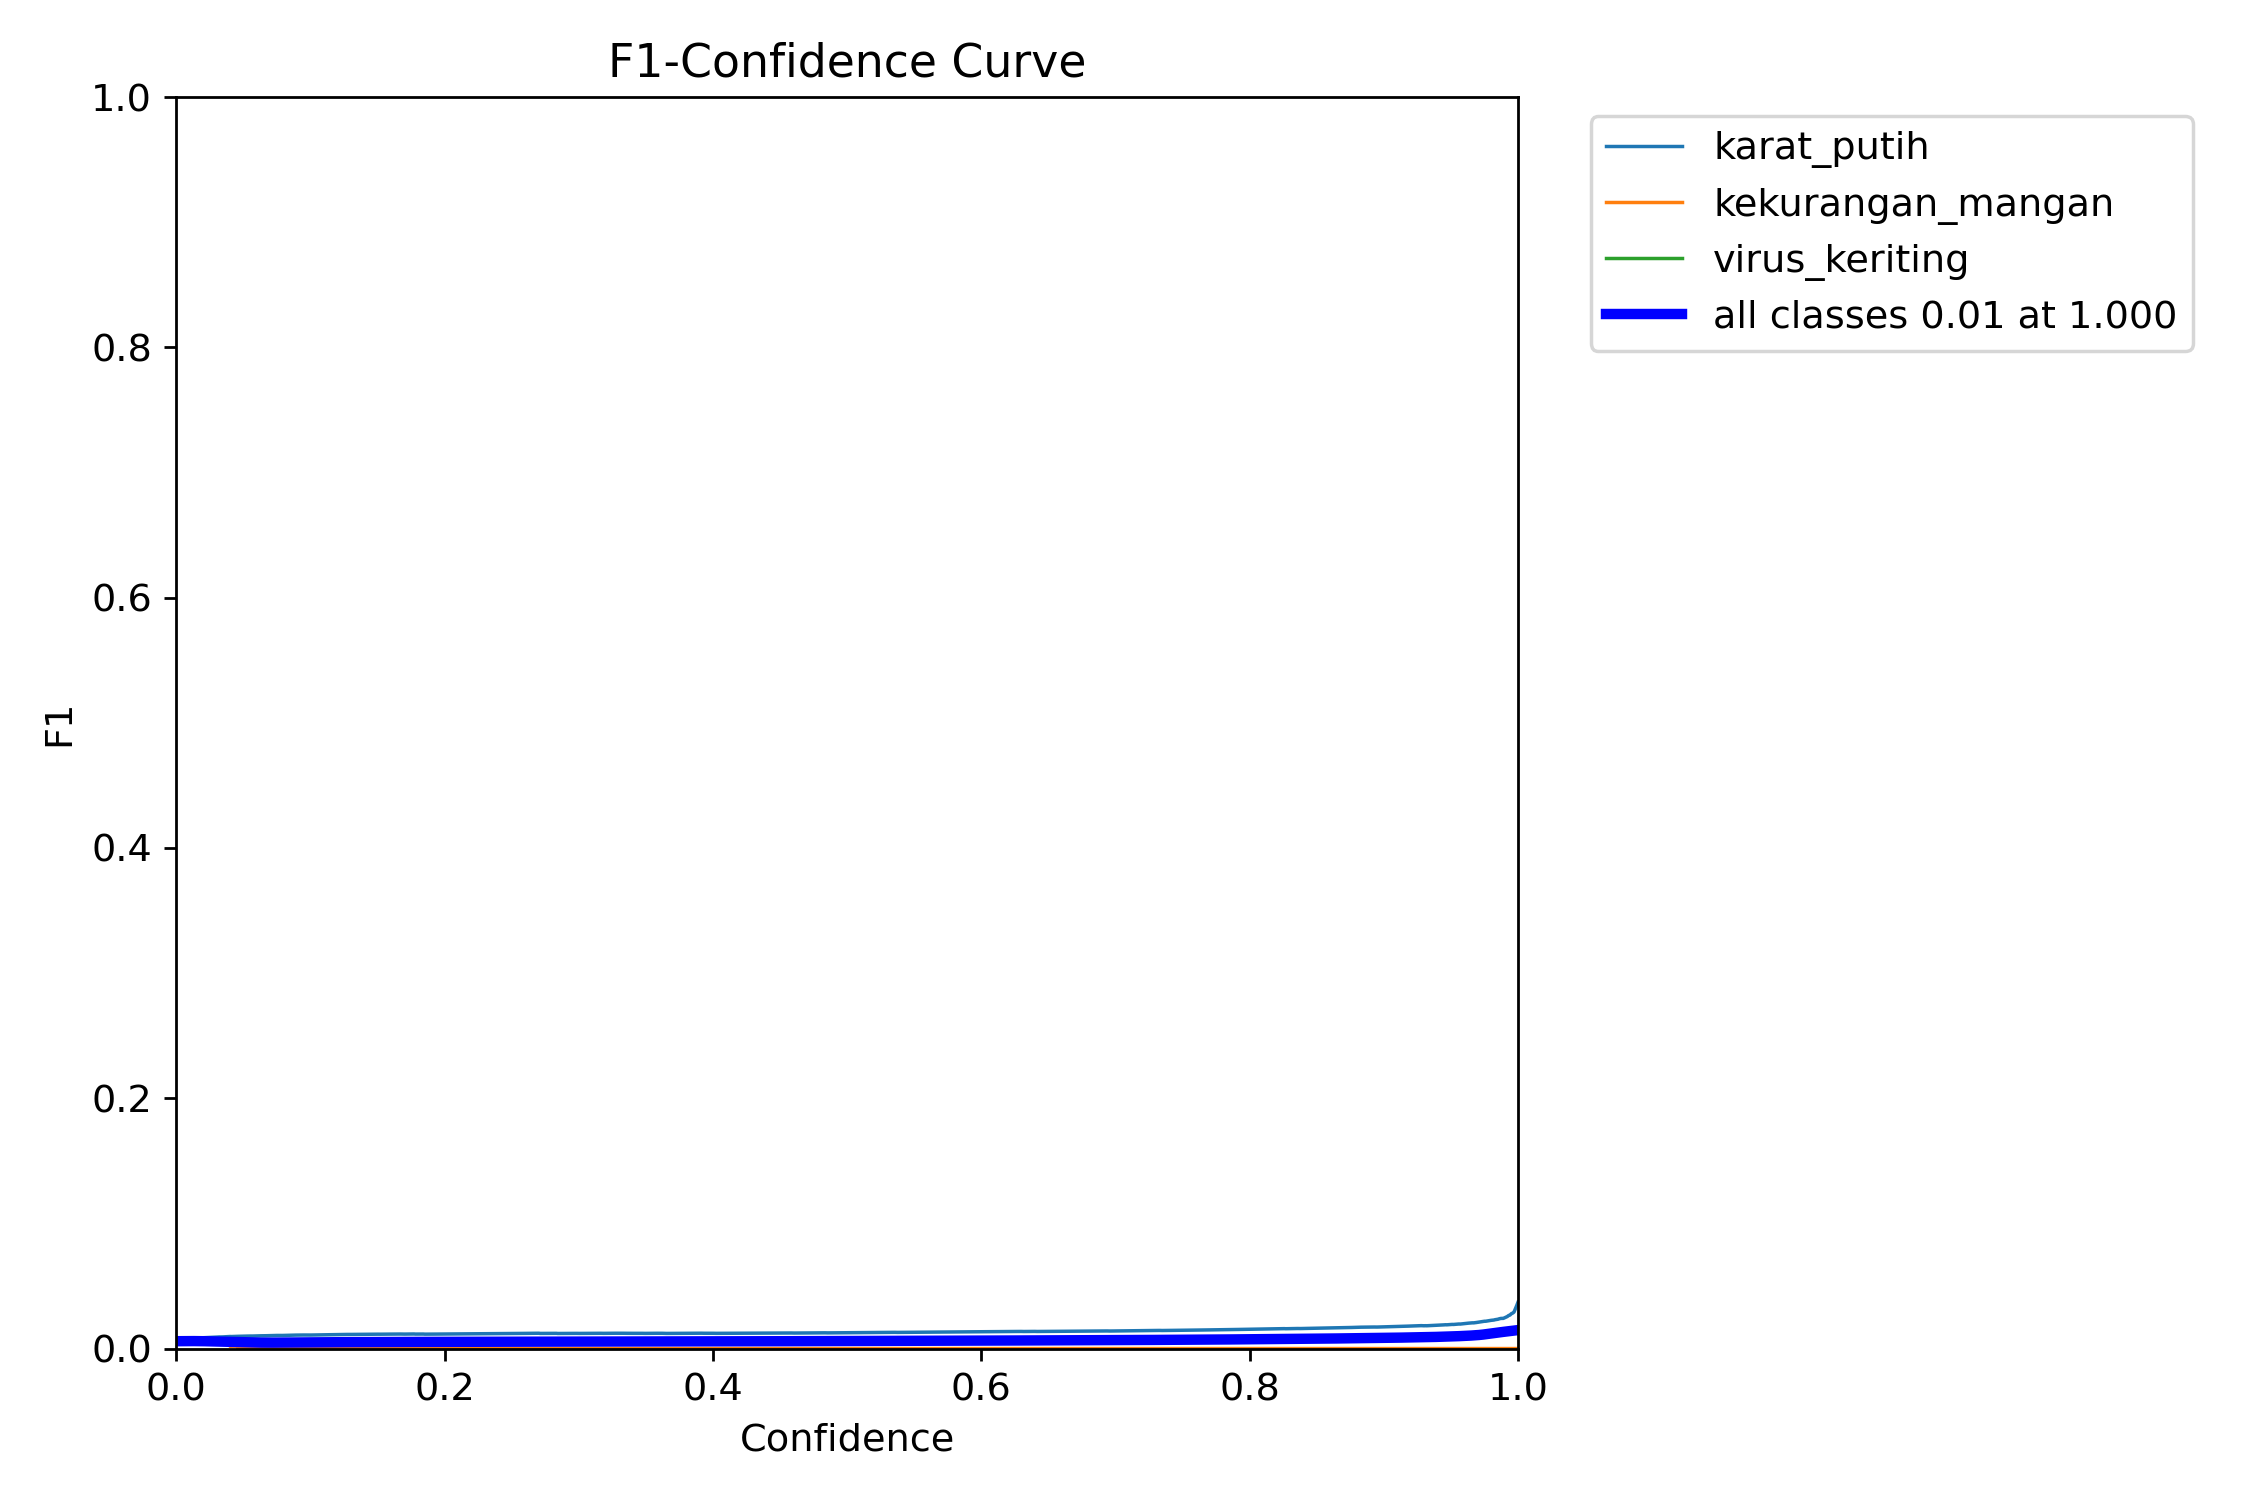 F1-Confidence Curve
1.0
0.8
0.6
0.4
0.2
0.0
F1
0.0 0.2 0.4 0.6 0.8 1.0
Confidence
karat_putih
kekurangan_mangan
virus_keriting
all classes 0.01 at 1.000